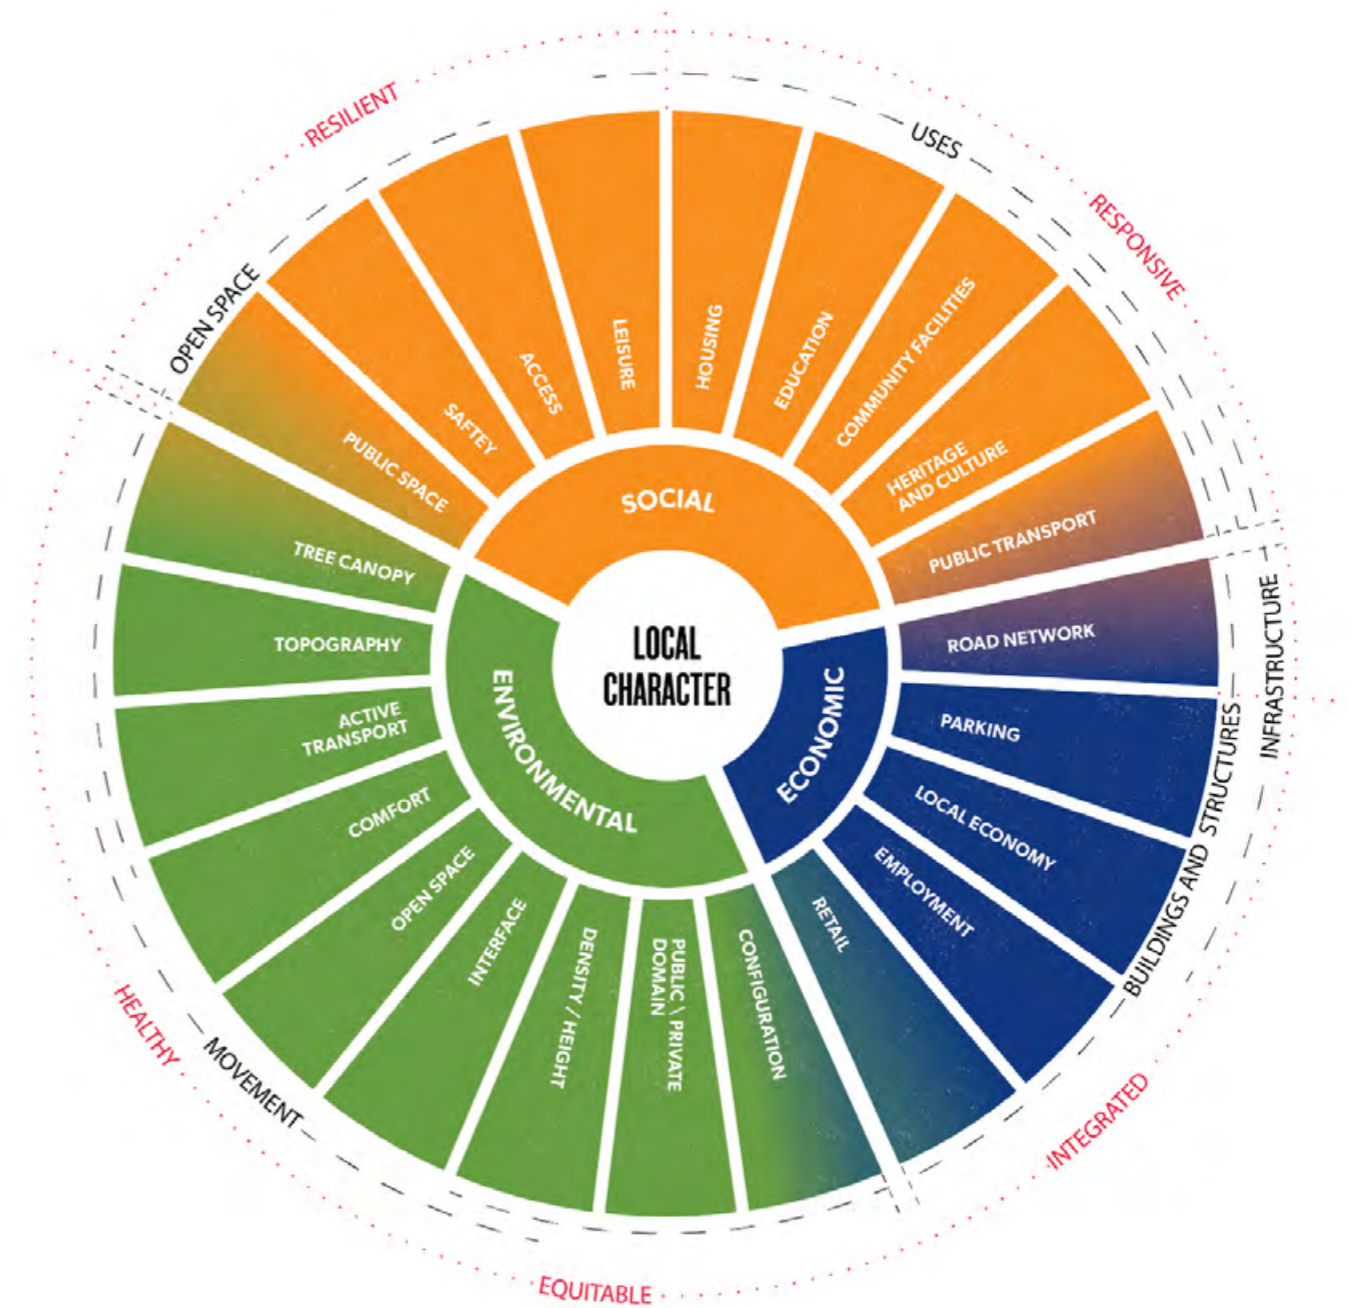 RESILIENT
USES
RESPONSIVE
OPEN SPACE
INFRASTRUCTURE
BUILDINGS AND STRUCTURES
INTEGRATED
EQUITABLE
MOVEMENT
HEALTHY
LOCAL
CHARACTER
SOCIAL
PUBLIC SPACE
SAFTEY
ACCESS
LEISURE
HOUSING
EDUCATION
COMMUNITY FACILITIES
HERITAGE
AND CULTURE
PUBLIC TRANSPORT
ECONOMIC
ROAD NETWORK
PARKING
LOCAL ECONOMY
EMPLOYMENT
RETAIL
ENVIRONMENTAL
CONFIGURATION
PUBLIC \ PRIVATE
DOMAIN
DENSITY / HEIGHT
INTERFACE
OPEN SPACE
COMFORT
ACTIVE
TRANSPORT
TOPOGRAPHY
TREE CANOPY